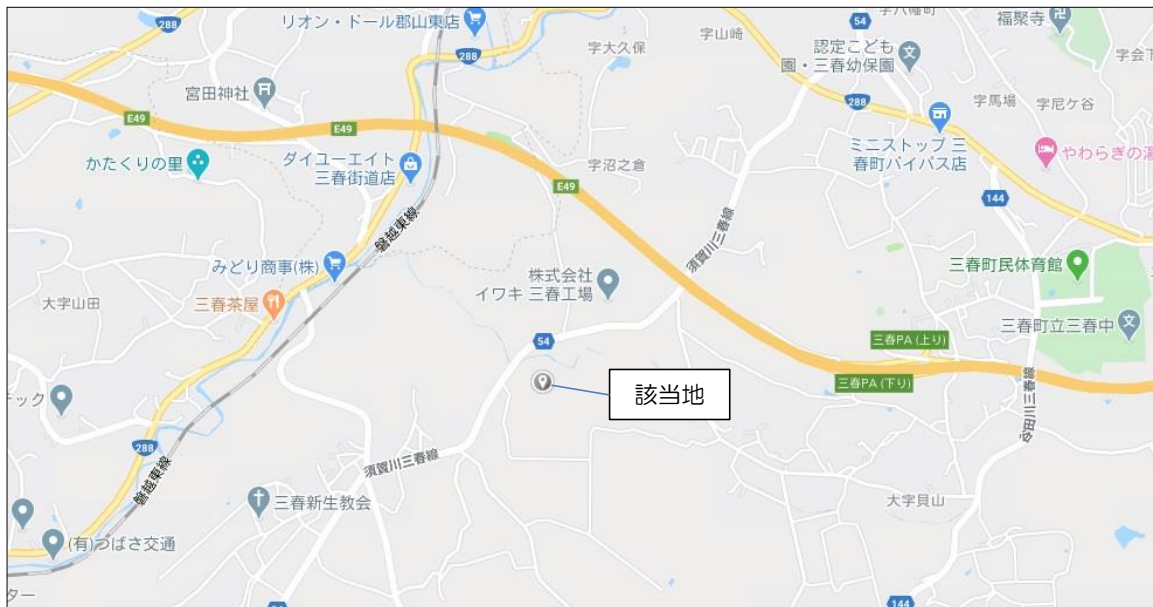 リオン・ドール郡山東店
288
字大久保
字山崎
54
字八幡町
福聚寺
字会下
認定こども
園・三春幼保園
288
字馬場
字尼ケ谷
宮田神社
E49
E49
かたくりの里
ダイユーエイト
三春街道店
字沼之倉
E49
ミニストップ 三
春町バイパス店
やわらぎの湯
144
磐越東線
須賀川三春線
みどり商事(株)
株式会社
イワキ 三春工場
三春町民体育館
大字山田
三春茶屋
54
三春PA (上り)
三春町立三春中
三春PA (下り)
該当地
チック
288
磐越東線
須賀川三春線
三春新生教会
大字貝山
(有)つばさ交通
ター
54
144